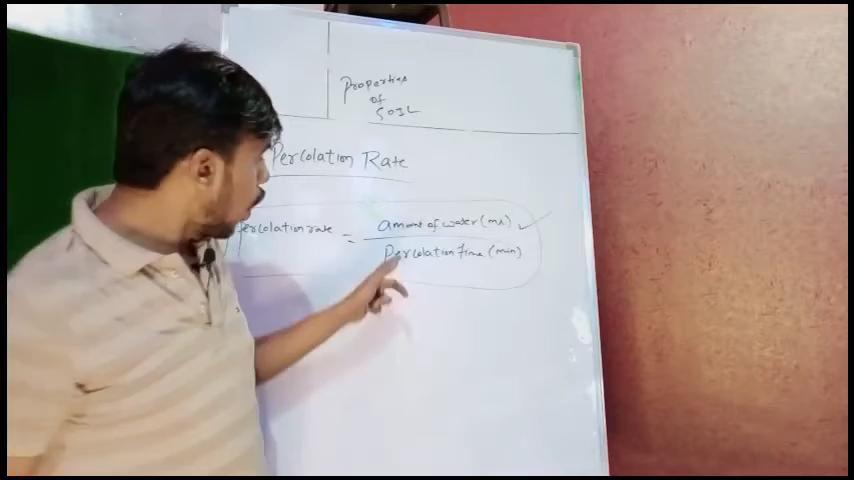 Properties
of
SOIL
Percolation Rate
percolation rate = amount of water (ml)
Percolation Time (min)